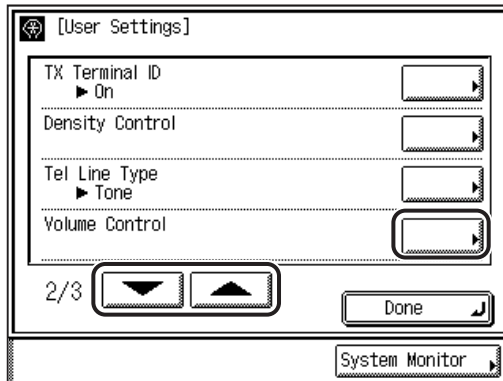 [User Settings]
TX Terminal ID
▶ On
Density Control
Tel Line Type
▶ Tone
Volume Control
2/3
Done
System Monitor